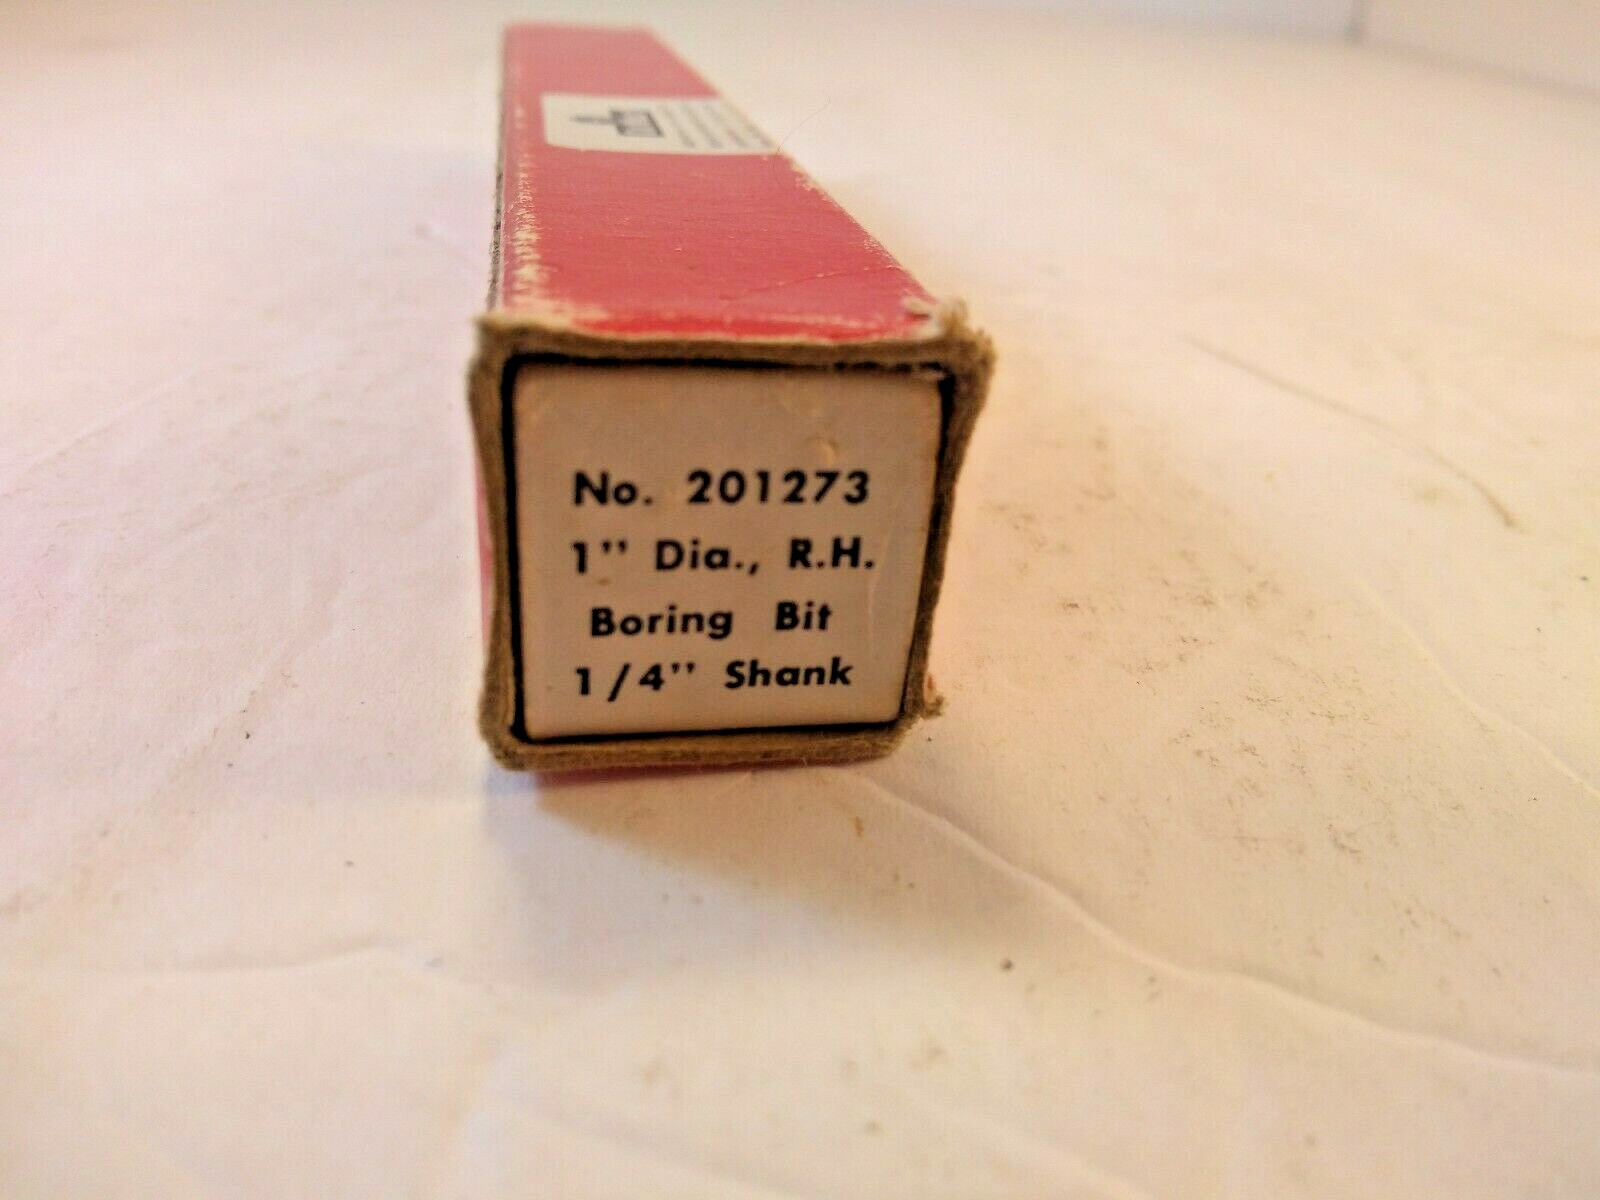 No. 201273
1" Dia., R.H.
Boring Bit
1/4" Shank